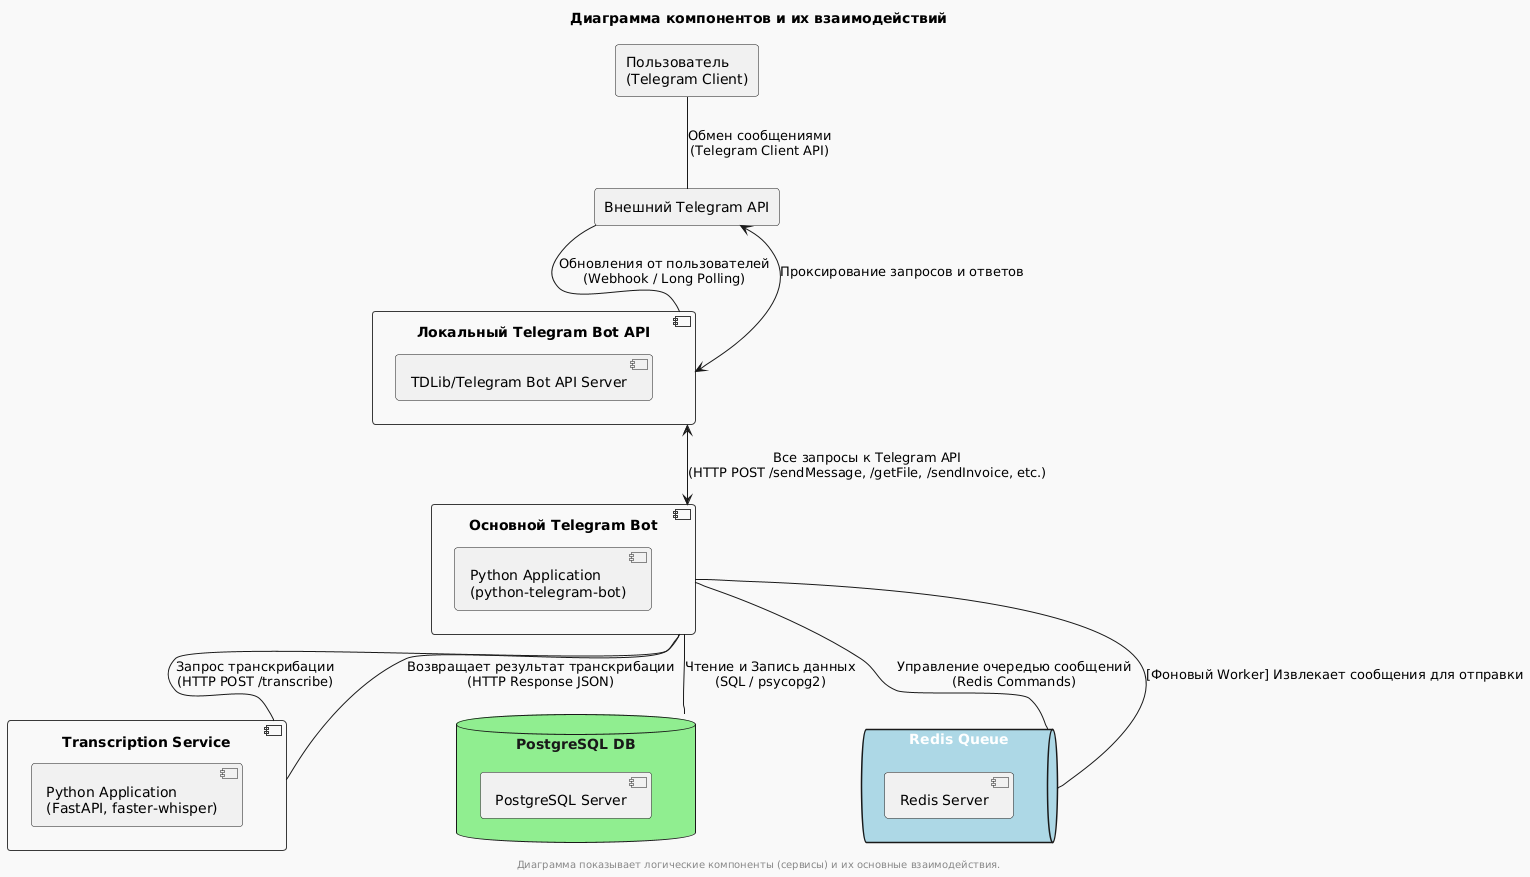 Диаграмма компонентов и их взаимодействий
Пользователь
(Telegram Client)
Обмен сообщениями
(Telegram Client API)
Внешний Telegram API
Обновления от пользователей
(Webhook / Long Polling)
Проксирование запросов и ответов
Локальный Telegram Bot API
TDLib/Telegram Bot API Server
Все запросы к Telegram API
(HTTP POST /sendMessage, /getFile, /sendInvoice, etc.)
Основной Telegram Bot
Python Application
(python-telegram-bot)
Запрос транскрибации
(HTTP POST /transcribe)
Возвращает результат транскрибации
(HTTP Response JSON)
Чтение и Запись данных
(SQL / psycopg2)
Управление очередью сообщений
(Redis Commands)
[Фоновый Worker] Извлекает сообщения для отправки
Transcription Service
Python Application
(FastAPI, faster-whisper)
PostgreSQL DB
PostgreSQL Server
Redis Queue
Redis Server
Диаграмма показывает логические компоненты (сервисы) и их основные взаимодействия.